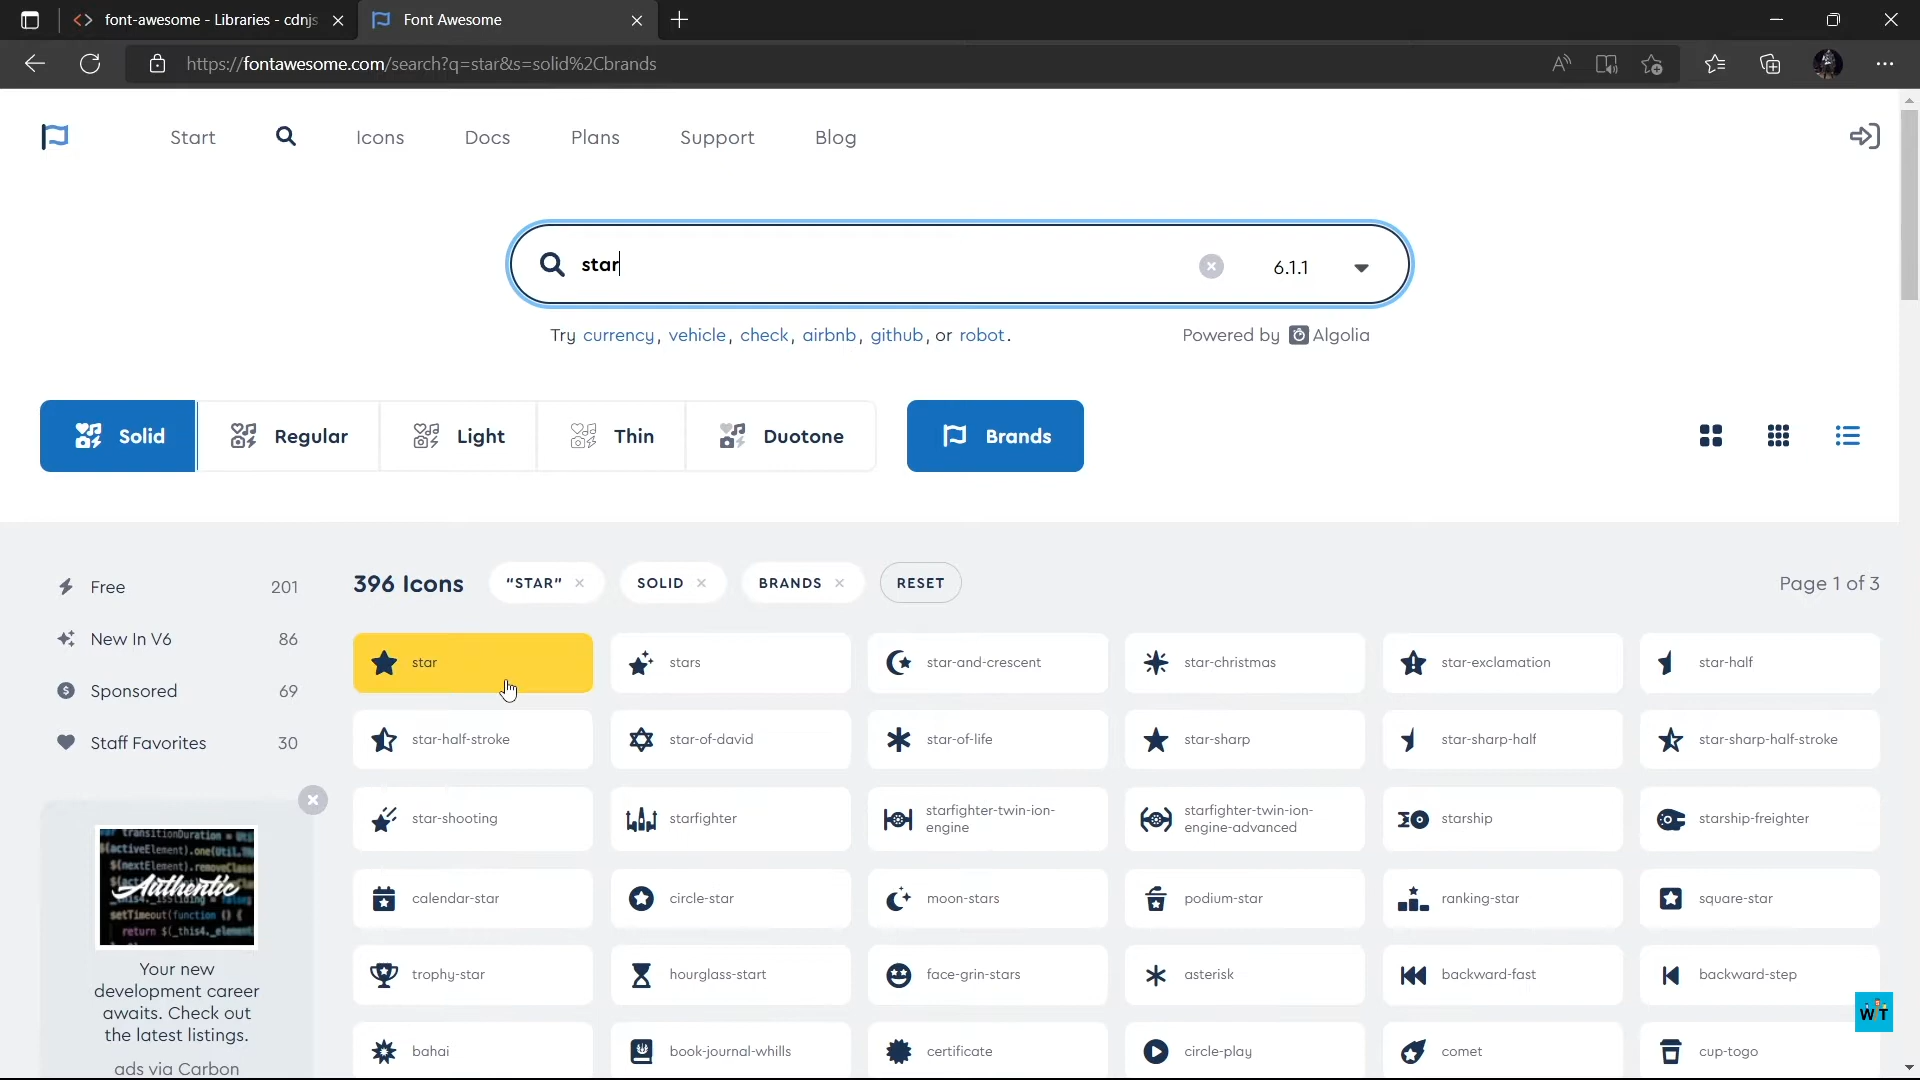 font-awesome - Libraries - cdnjs
Font Awesome
https://fontawesome.com/search?q=star&s=solid%2Cbrands
Start
Icons
Docs
Plans
Support
Blog
star
6.1.1
Try currency, vehicle, check, airbnb, github, or robot.
Powered by Algolia
Solid
Regular
Light
Thin
Duotone
Brands
Free 201
New In V6 86
Sponsored 69
Staff Favorites 30
396 Icons
"STAR" ×
SOLID ×
BRANDS ×
RESET
Page 1 of 3
star
stars
star-and-crescent
star-christmas
star-exclamation
star-half
star-half-stroke
star-of-david
star-of-life
star-sharp
star-sharp-half
star-sharp-half-stroke
star-shooting
starfighter
starfighter-twin-ion-
engine
starfighter-twin-ion-
engine-advanced
starship
starship-freighter
calendar-star
circle-star
moon-stars
podium-star
ranking-star
square-star
trophy-star
hourglass-start
face-grin-stars
asterisk
backward-fast
backward-step
bahai
book-journal-whills
certificate
circle-play
comet
cup-togo
Authentic
Your new
development career
awaits. Check out
the latest listings.
ads via Carbon
WT